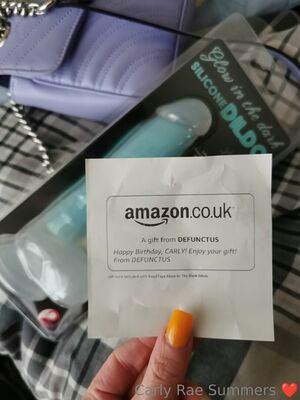 Glow in the dark
SILICONE DILDO
amazon.co.uk
A gift from DEFUNCTUS
Happy Birthday, CARLY! Enjoy your gift!
From DEFUNCTUS
Carly Rae Summers ❤️